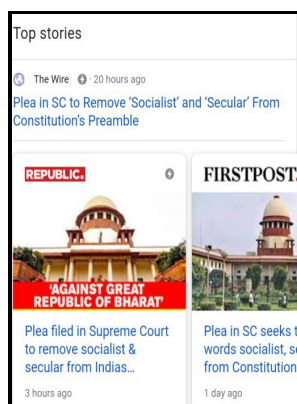 Top stories
The Wire · 20 hours ago
Plea in SC to Remove ‘Socialist’ and ‘Secular’ From
Constitution’s Preamble
REPUBLIC.
‘AGAINST GREAT
REPUBLIC OF BHARAT’
Plea filed in Supreme Court
to remove socialist &
secular from Indias...
3 hours ago
FIRSTPOST.
Plea in SC seeks
words socialist,
from Constitution
1 day ago